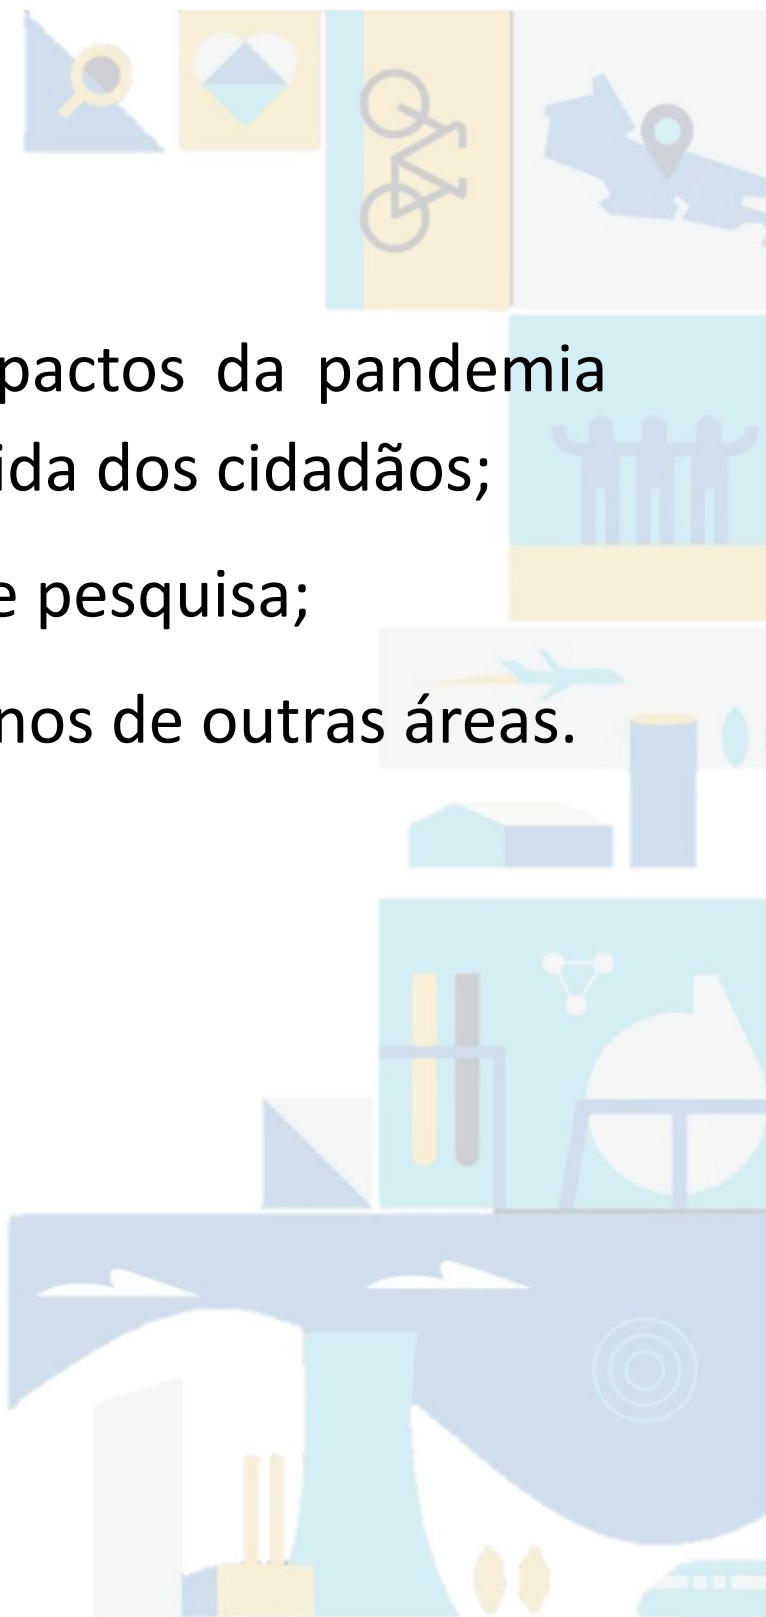 pactos da pandemia
ida dos cidadãos;
e pesquisa;
nos de outras áreas.